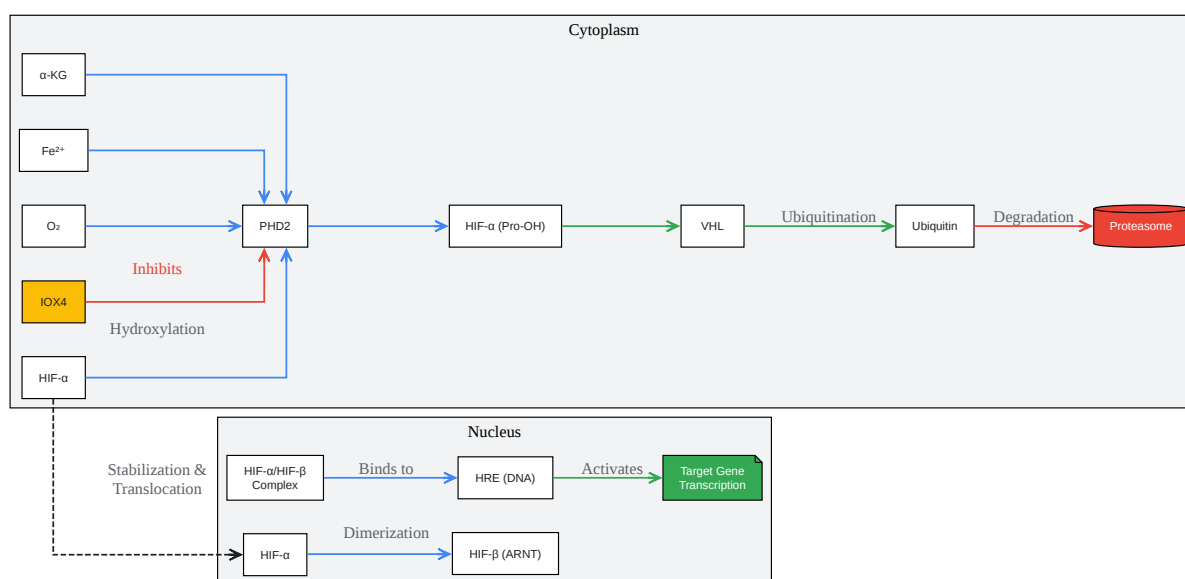 Cytoplasm
α-KG
Fe²⁺
O₂
PHD2
HIF-α (Pro-OH)
VHL
Ubiquitination
Ubiquitin
Degradation
Proteasome
Inhibits
IOX4
Hydroxylation
HIF-α
Nucleus
Stabilization &
Translocation
HIF-α/HIF-β
Complex
Binds to
HRE (DNA)
Activates
Target Gene
Transcription
HIF-α
Dimerization
HIF-β (ARNT)